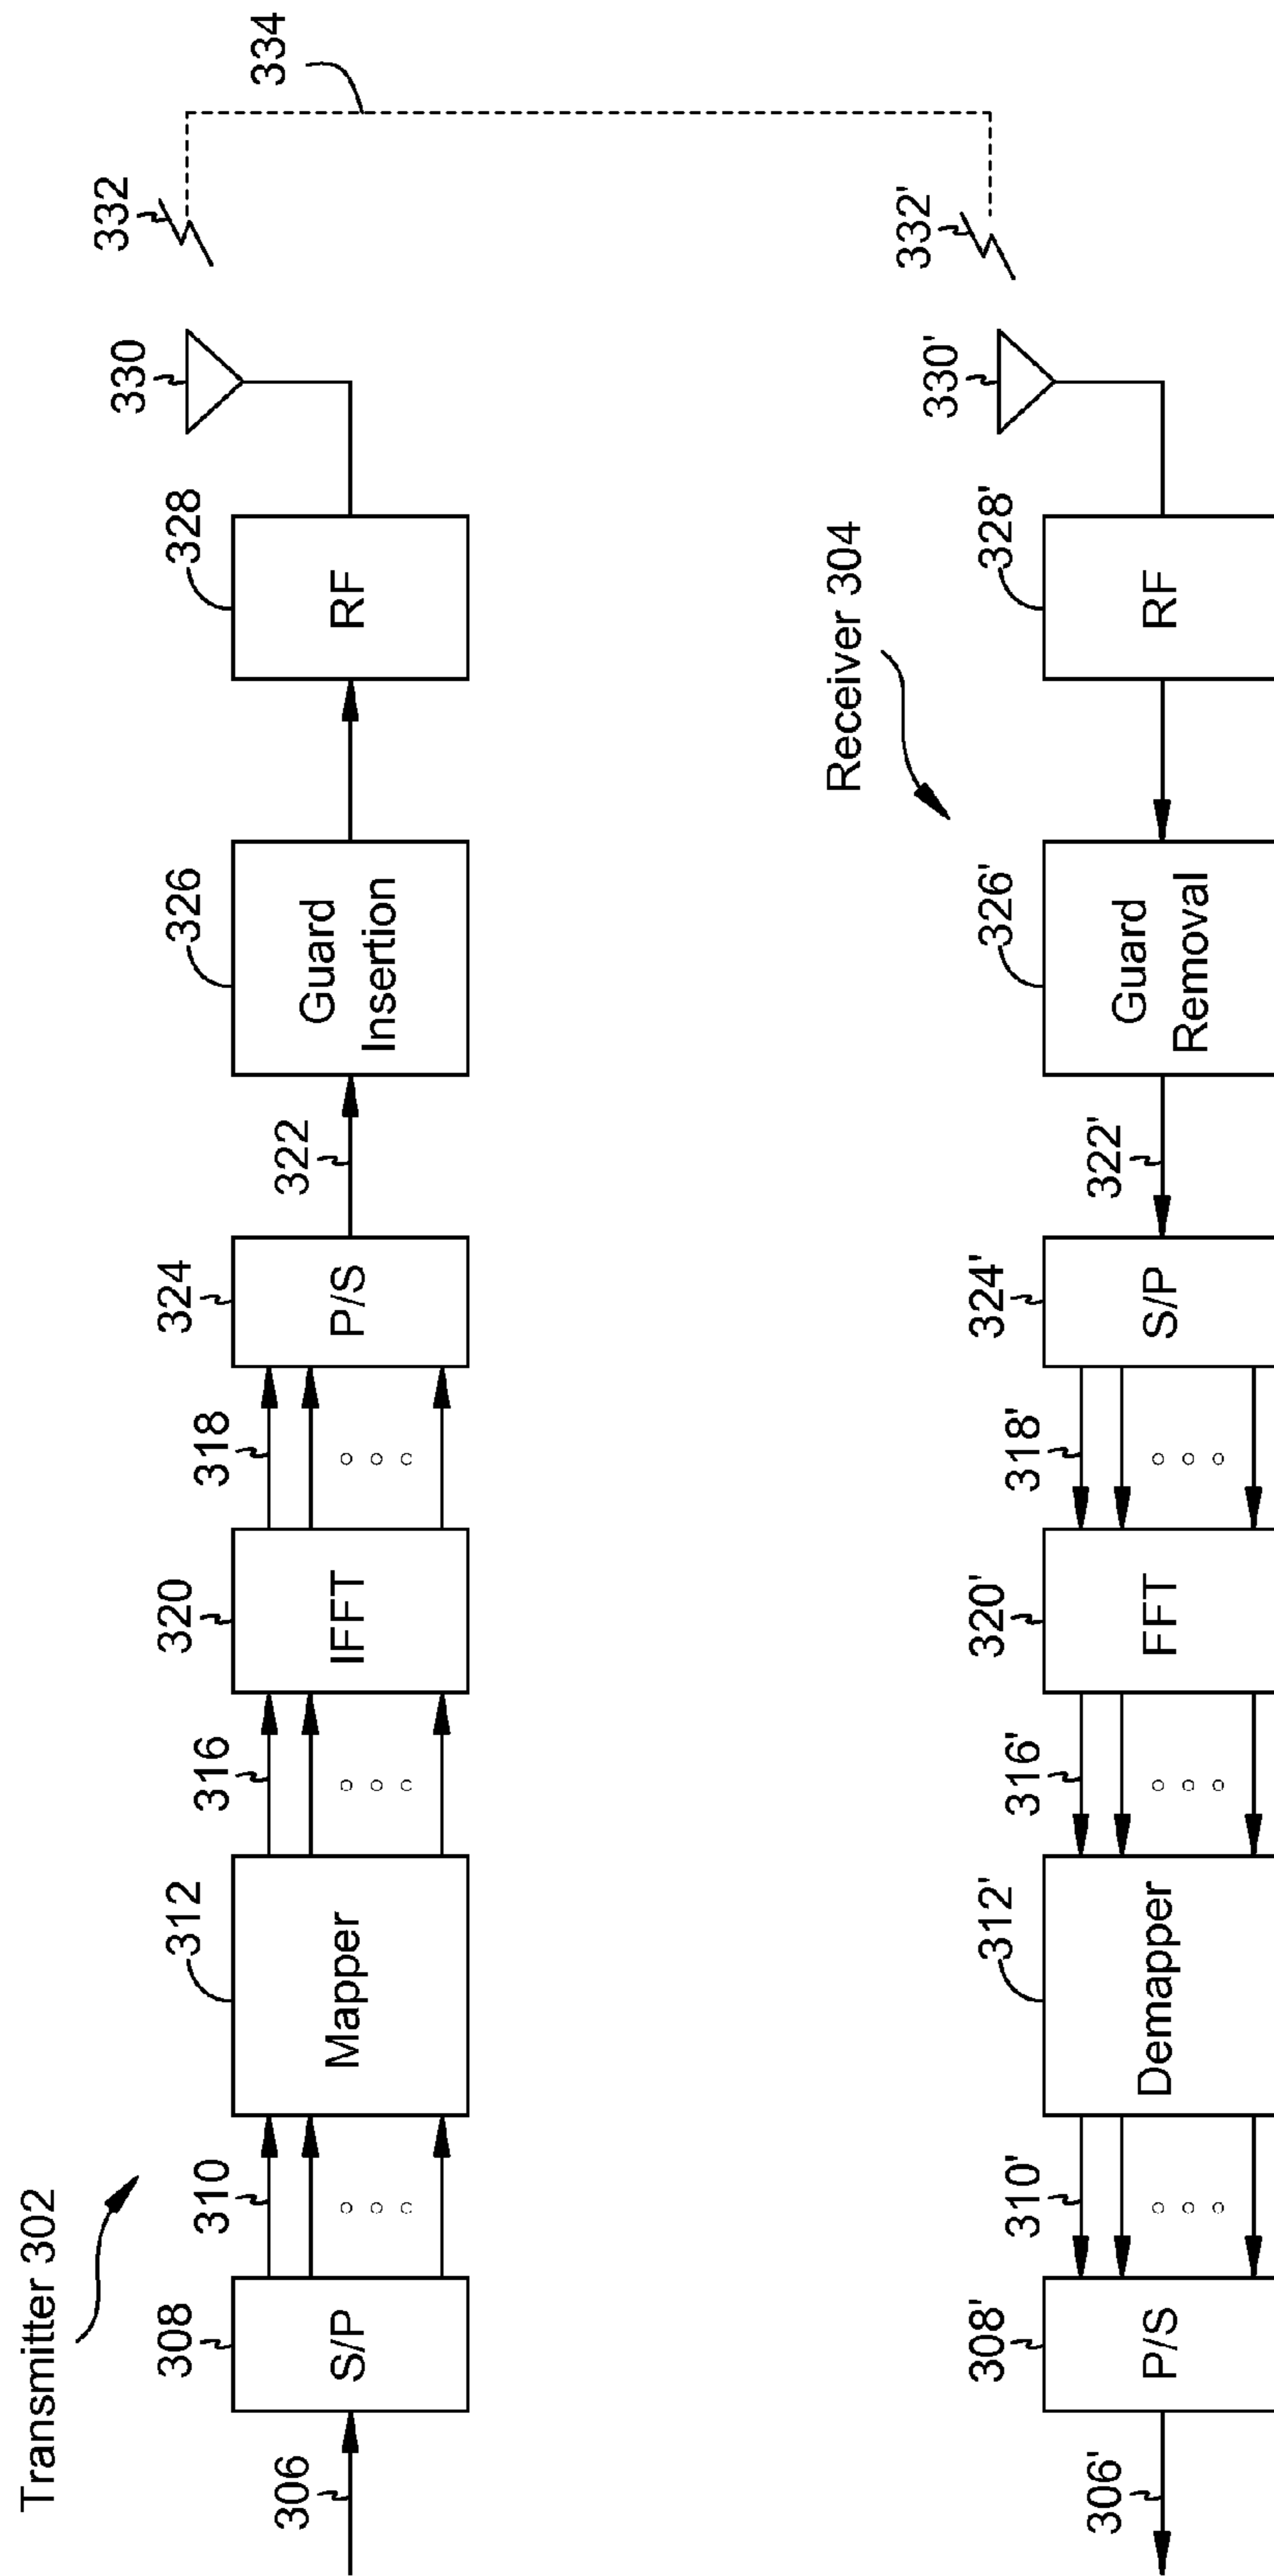 Transmitter 302
306
308
S/P
310
312
Mapper
316
320
IFFT
318
324
P/S
322
326
Guard
Insertion
328
RF
330
332
334
Receiver 304
306'
308'
P/S
310'
312'
Demapper
316'
320'
FFT
318'
324'
S/P
322'
326'
Guard
Removal
328'
RF
330'
332'